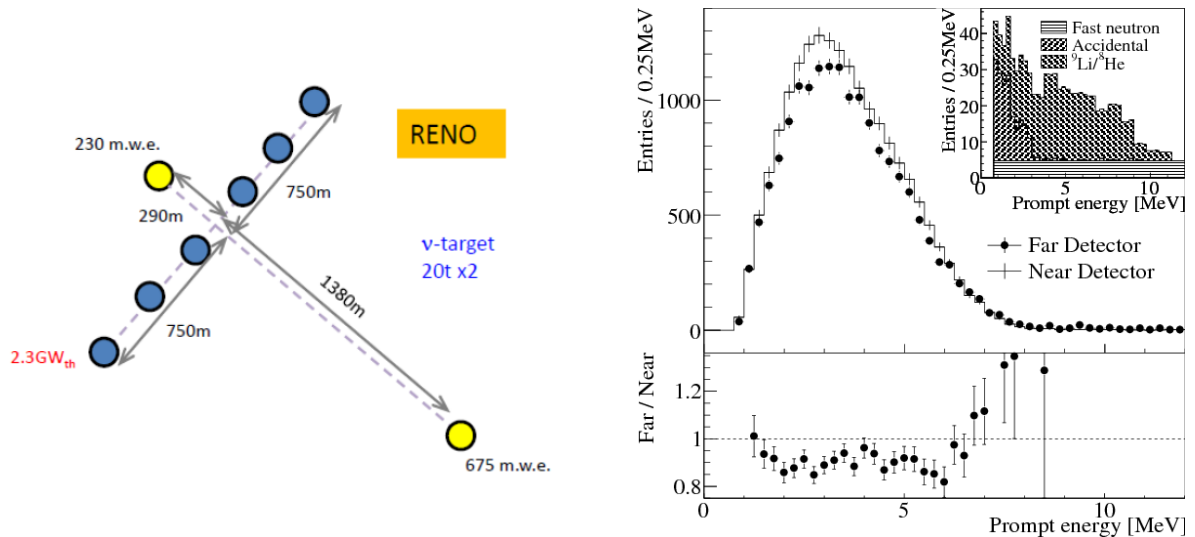 RENO
230 m.w.e.
750m
290m
ν-target
20t x2
1380m
750m
2.3GWth
675 m.w.e.
Entries / 0.25MeV
1000
500
0
Entries / 0.25MeV
40
30
20
10
0
Fast neutron
Accidental
⁹Li/⁸He
0
5
10
Prompt energy [MeV]
Far Detector
Near Detector
Far / Near
1.2
1
0.8
0
5
10
Prompt energy [MeV]